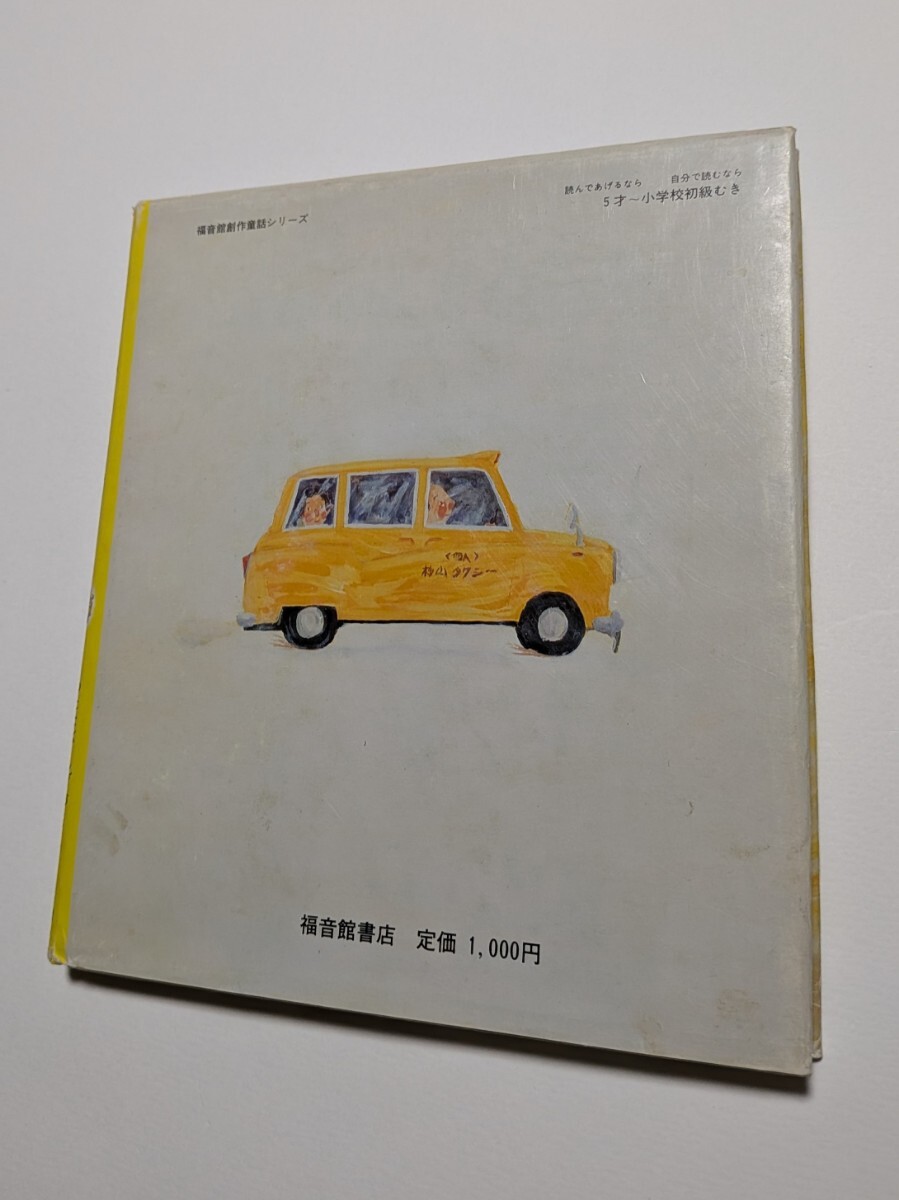 福音館創作童話シリーズ
読んであげるなら 自分で読むなら
5才～小学校初級むき
〈個人〉
杉山タクシー
福音館書店 定価 1,000円